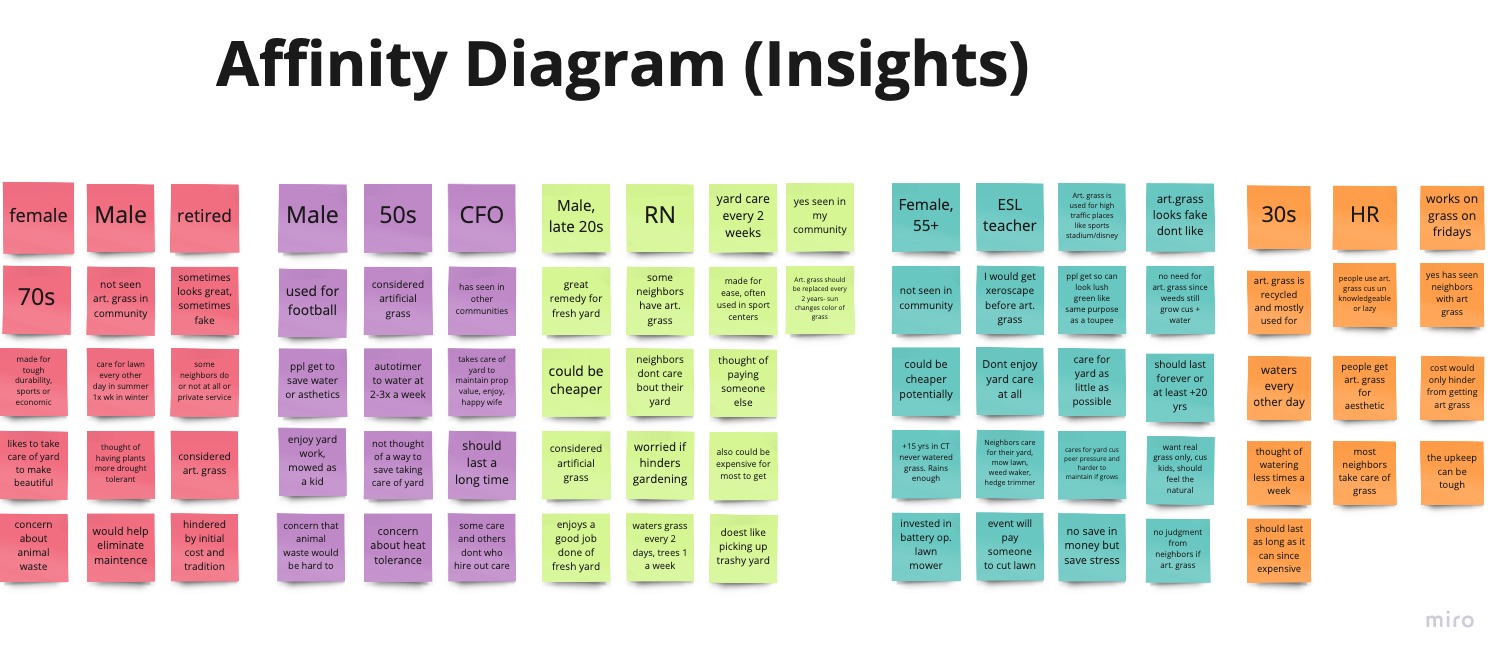 Affinity Diagram (Insights)
female
Male
retired
70s
not seen
art. grass in
community
sometimes
looks great,
sometimes
fake
made for
tough
durability,
sports or
economic
care for lawn
every other
day in summer
1x wk in winter
some
neighbors do
or not at all or
private service
likes to take
care of yard
to make
beautiful
thought of
having plants
more drought
tolerant
considered
art. grass
concern
about
animal
waste
would help
eliminate
maintence
hindered
by initial
cost and
tradition
Male
50s
CFO
used for
football
considered
artificial
grass
has seen in
other
communities
ppl get to
save water
or asthetics
autotimer
to water at
2-3x a week
takes care of
yard to
maintain prop
value, enjoy,
happy wife
enjoy yard
work,
mowed as
a kid
not thought
of a way to
save taking
care of yard
should
last a
long time
concern that
animal
waste would
be hard to
concern
about heat
tolerance
some care
and others
dont who
hire out care
Male,
late 20s
RN
yard care
every 2
weeks
yes seen in
my
community
great
remedy for
fresh yard
some
neighbors
have art.
grass
made for
ease, often
used in sport
centers
Art. grass should
be replaced every
2 years- sun
changes color of
grass
could be
cheaper
neighbors
dont care
bout their
yard
thought of
paying
someone
else
considered
artificial
grass
worried if
hinders
gardening
also could be
expensive for
most to get
enjoys a
good job
done of
fresh yard
waters grass
every 2
days, trees 1
a week
doest like
picking up
trashy yard
Female,
55+
ESL
teacher
Art. grass is
used for high
traffic places
like sports
stadium/disney
art.grass
looks fake
dont like
not seen in
community
I would get
xeroscape
before art.
grass
ppl get so can
look lush
green like
same purpose
as a toupee
no need for
art. grass since
weeds still
grow cus +
water
could be
cheaper
potentially
Dont enjoy
yard care
at all
care for
yard as
little as
possible
should last
forever or
at least +20
yrs
+15 yrs in CT
never watered
grass. Rains
enough
Neighbors care
for their yard,
mow lawn,
weed waker,
hedge trimmer
cares for yard cus
peer pressure and
harder to
maintain if grows
want real
grass only, cus
kids, should
feel the
natural
invested in
battery op.
lawn
mower
event will
pay
someone
to cut lawn
no save in
money but
save stress
no judgment
from
neighbors if
art. grass
30s
HR
works on
grass on
fridays
art. grass is
recycled
and mostly
used for
people use art.
grass cus un
knowledgeable
or lazy
yes has seen
neighbors
with art
grass
waters
every
other day
people get
art. grass
for
aesthetic
cost would
only hinder
from getting
art grass
thought of
watering
less times a
week
most
neighbors
take care of
grass
the upkeep
can be
tough
should last
as long as it
can since
expensive
miro